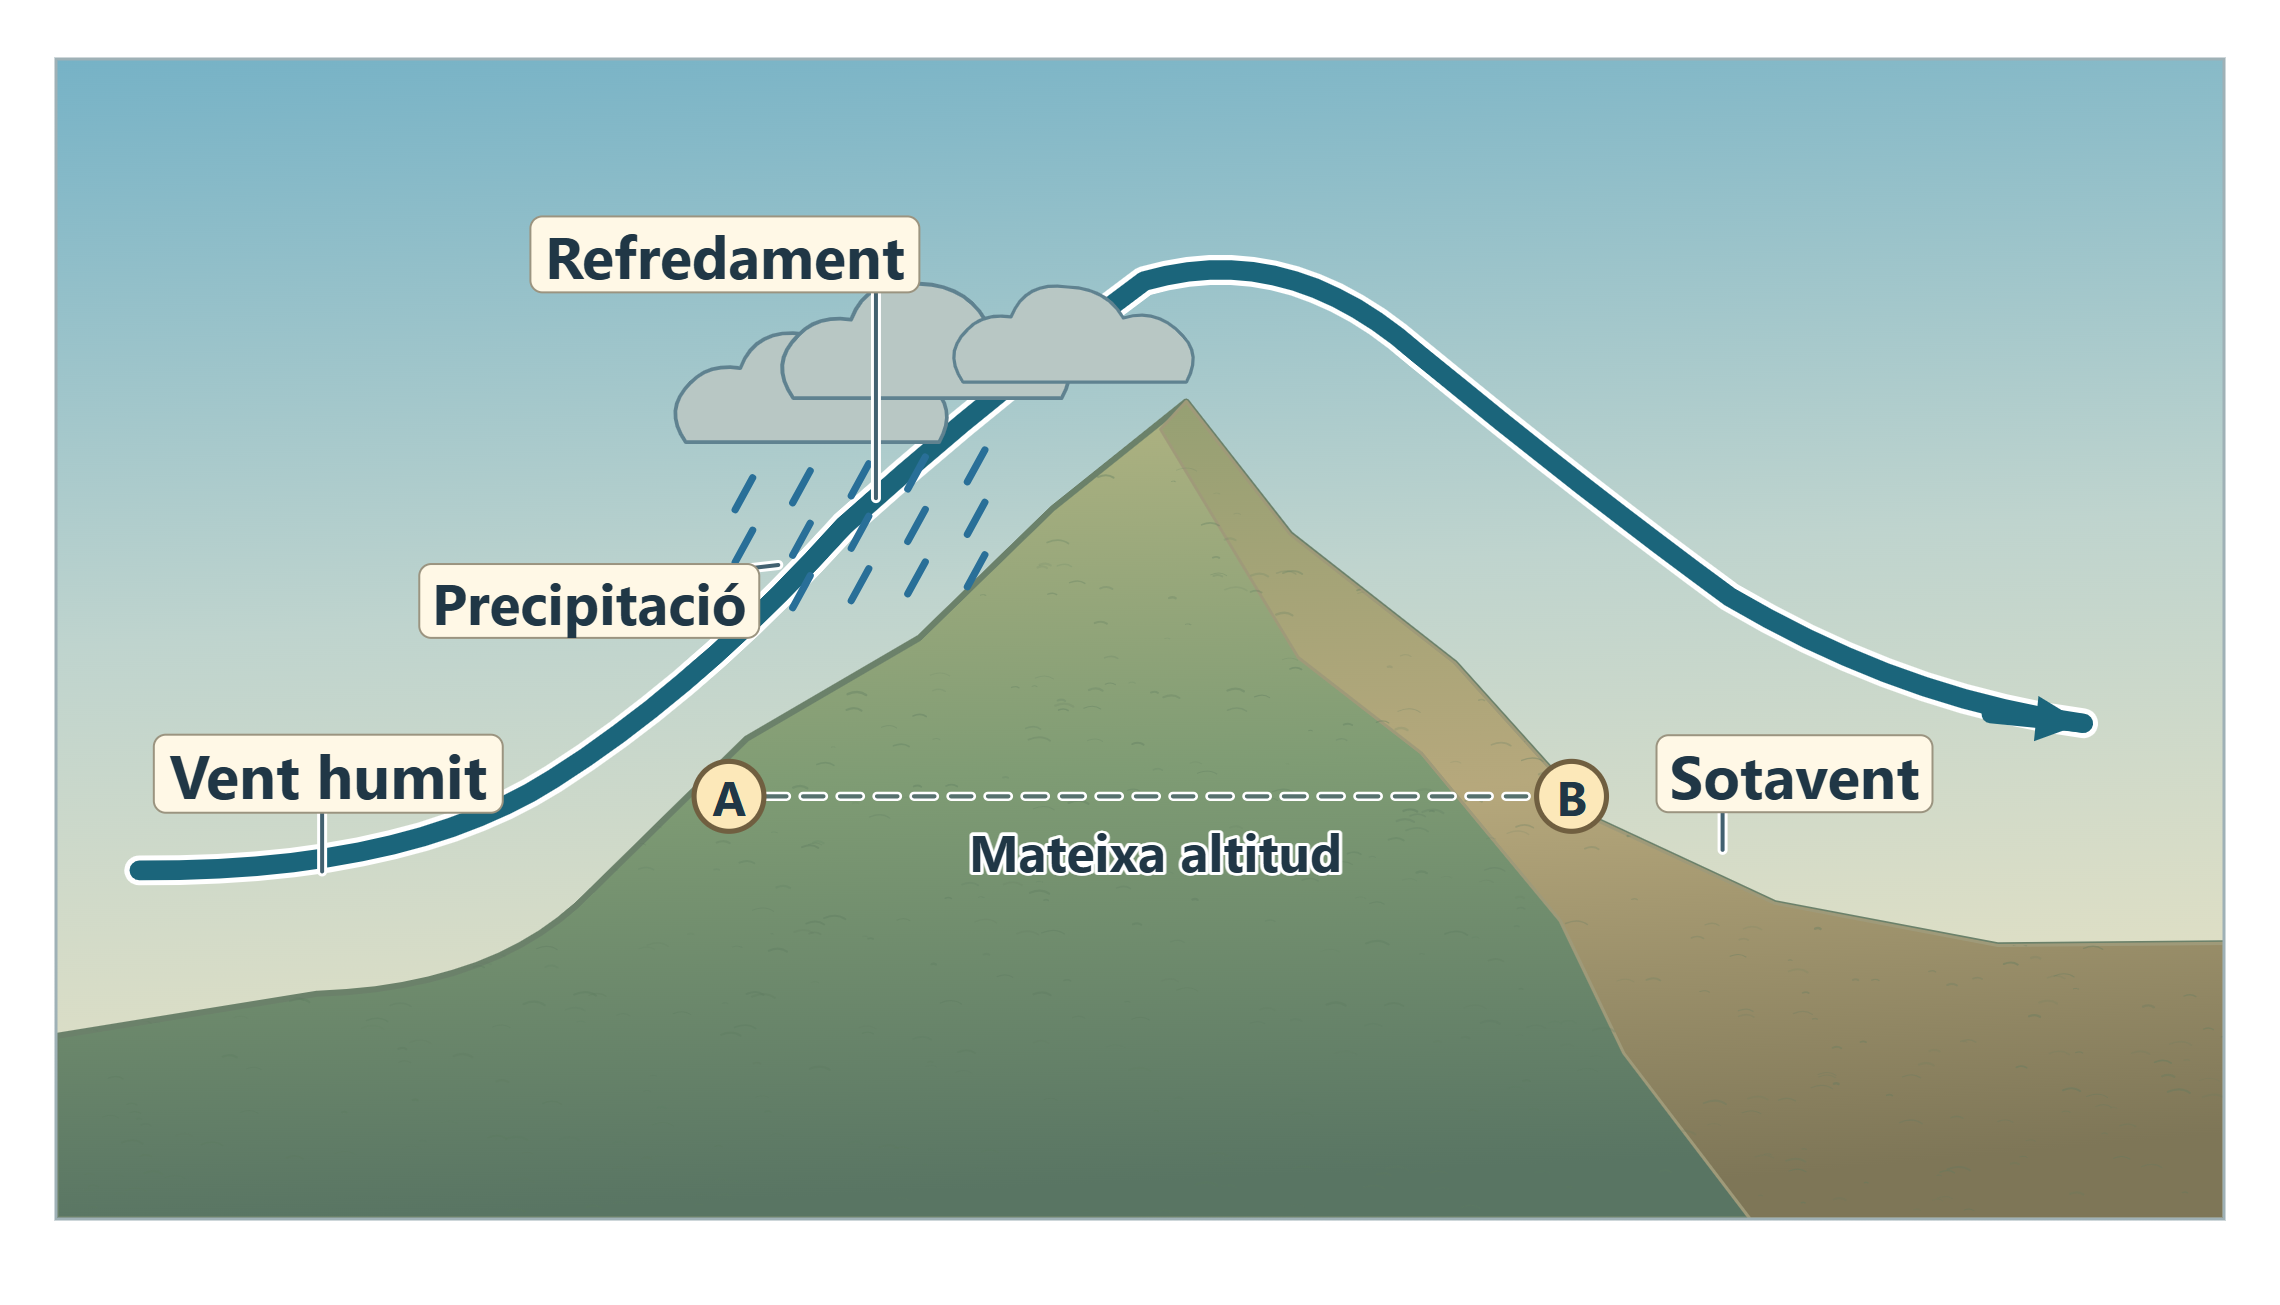 Refredament
Precipitació
Vent humit
Sotavent
A
B
Mateixa altitud